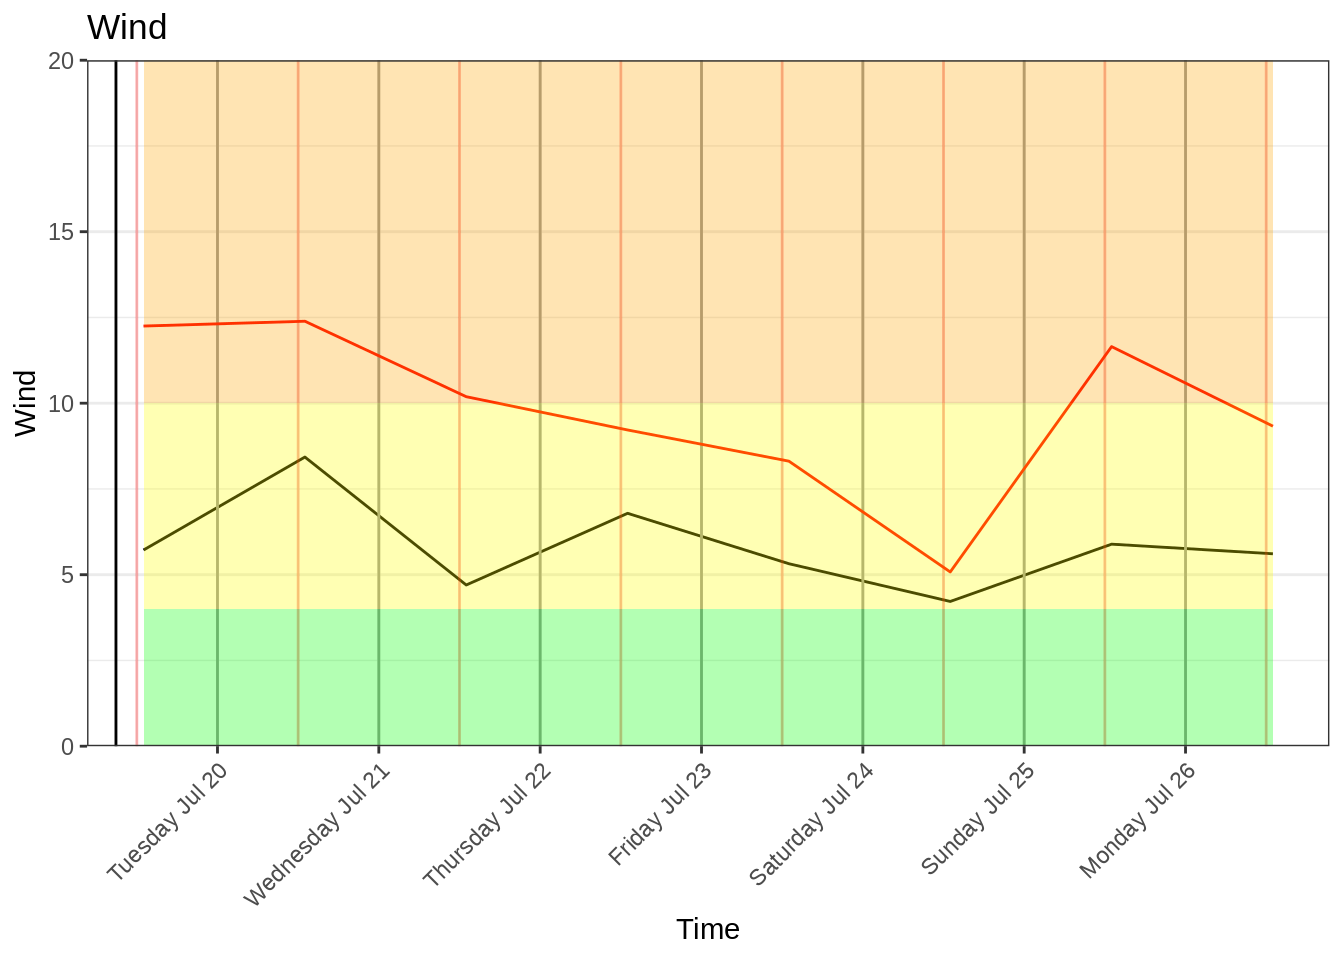 Wind
20
15
10
5
0
Wind
Tuesday Jul 20
Wednesday Jul 21
Thursday Jul 22
Friday Jul 23
Saturday Jul 24
Sunday Jul 25
Monday Jul 26
Time